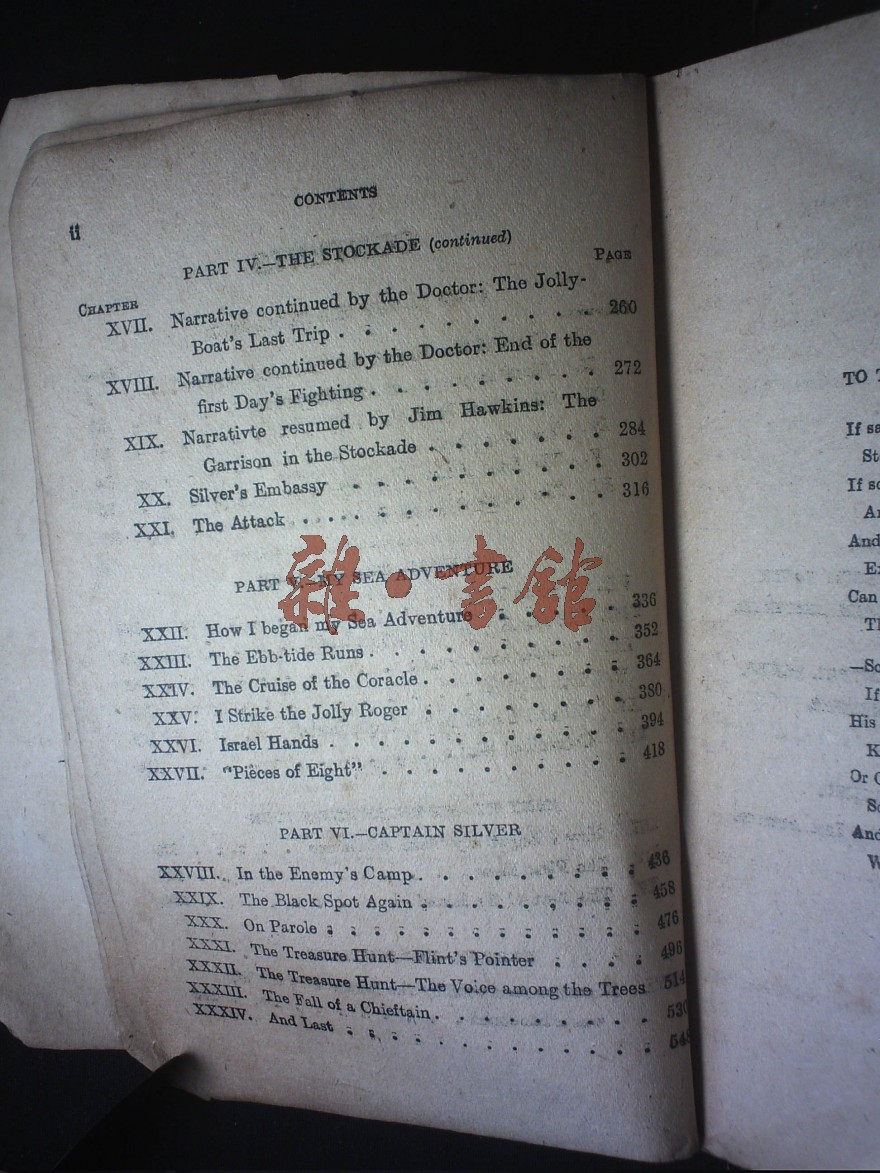 CONTENTS
ii
PART IV.—THE STOCKADE (continued)
CHAPTER PAGE
XVII. Narrative continued by the Doctor: The Jolly-
Boat's Last Trip . . . . . . . . . . 260
XVIII. Narrative continued by the Doctor: End of the
first Day's Fighting . . . . . . . . . 272
XIX. Narrativte resumed by Jim Hawkins: The
Garrison in the Stockade . . . . . . . 284
XX. Silver's Embassy . . . . . . . . . . 302
XXI. The Attack . . . . . . . . . . . . 316
雜·書館
PART V.—MY SEA ADVENTURE
XXII. How I began my Sea Adventure . . . . . 336
XXIII. The Ebb-tide Runs . . . . . . . . . . 352
XXIV. The Cruise of the Coracle . . . . . . . . 364
XXV. I Strike the Jolly Roger . . . . . . . . 380
XXVI. Israel Hands . . . . . . . . . . . . 394
XXVII. "Pieces of Eight" . . . . . . . . . . 418
PART VI.—CAPTAIN SILVER
XXVIII. In the Enemy's Camp . . . . . . . . . 436
XXIX. The Black Spot Again . . . . . . . . . 458
XXX. On Parole . . . . . . . . . . . . . 476
XXXI. The Treasure Hunt—Flint's Pointer . . . . 496
XXXII. The Treasure Hunt—The Voice among the Trees 514
XXXIII. The Fall of a Chieftain . . . . . . . . .
XXXIV. And Last . . . . . . . . . . . .
TO
If
If
And
Can
If
His
Or
And